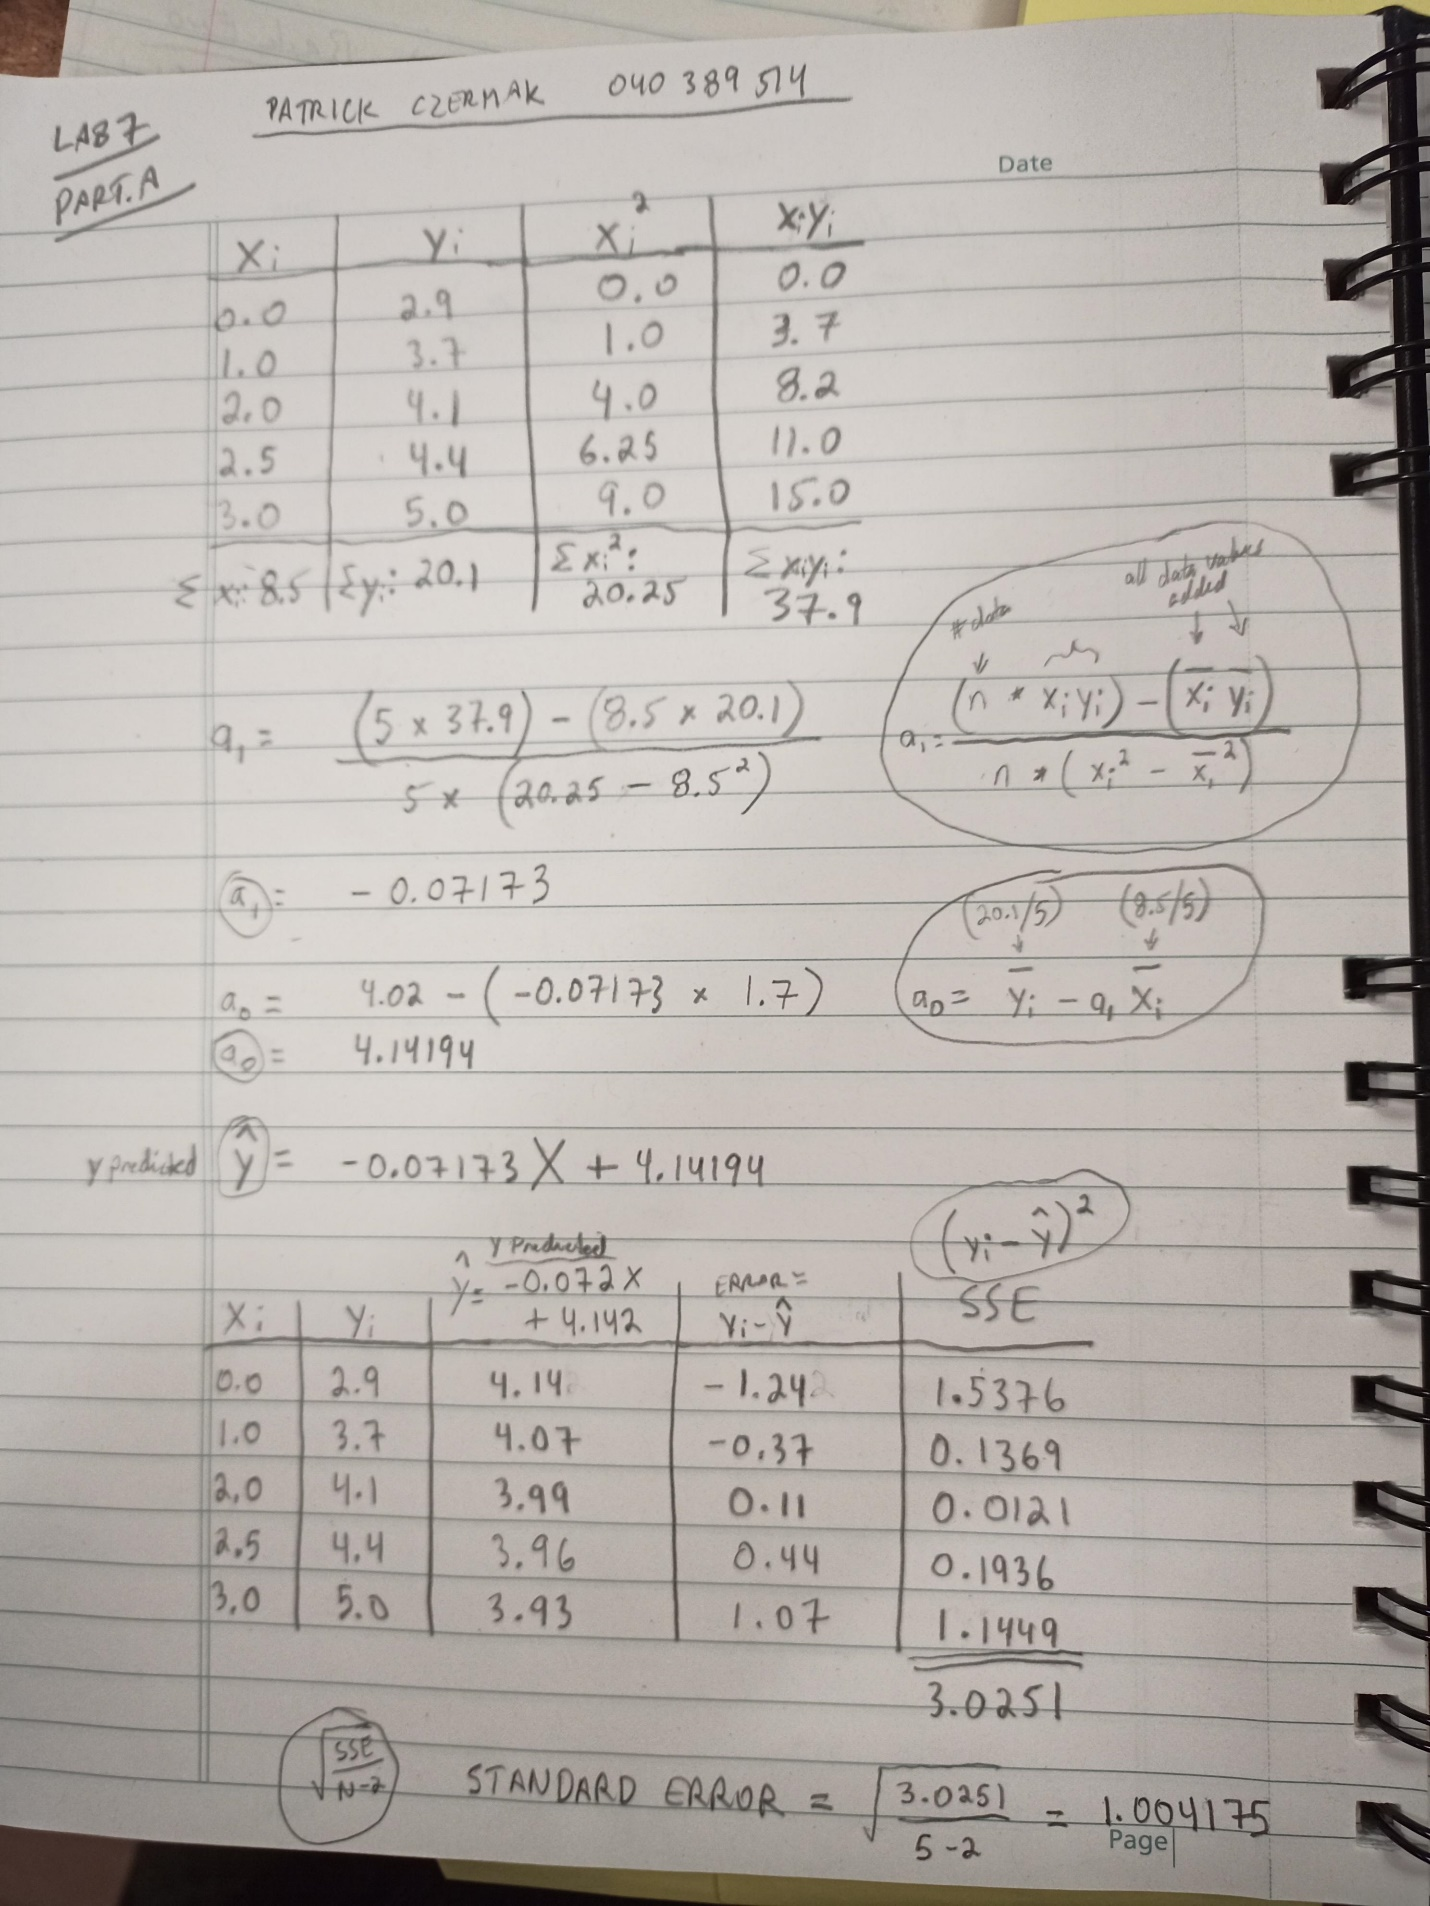 PATRICK CZERMAK 040 389 514
LAB 7
PART.A
Date
Xi Yi Xi² XiYi
0.0 2.9 0.0 0.0
1.0 3.7 1.0 3.7
2.0 4.1 4.0 8.2
2.5 4.4 6.25 11.0
3.0 5.0 9.0 15.0
Σxi: 8.5 Σyi: 20.1 Σxi²: 20.25 Σxiyi: 37.9
all data values
added
# data
a₁ = (5 x 37.9) - (8.5 x 20.1)
5 x (20.25 - 8.5²)
a₁ = (n * xiyi) - (x̄i ȳi)
n * (xi² - x̄i²)
a₁ = - 0.07173
(20.1/5) (8.5/5)
a₀ = 4.02 - (-0.07173 x 1.7)
a₀ = ȳi - a₁ x̄i
a₀ = 4.14194
y predicted ŷ = -0.07173X + 4.14194
(yi - ŷ)²
y Predicted
Xi Yi ŷ = -0.072X + 4.142 ERROR = Yi-Ŷ SSE
0.0 2.9 4.14 -1.24 1.5376
1.0 3.7 4.07 -0.37 0.1369
2.0 4.1 3.99 0.11 0.0121
2.5 4.4 3.96 0.44 0.1936
3.0 5.0 3.93 1.07 1.1449
3.0251
√SSE/N-2 STANDARD ERROR = √3.0251/5-2 = 1.004175
Page